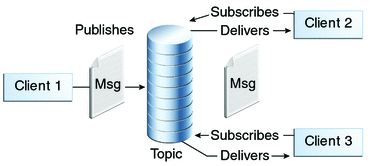 Subscribes
Client 2
Publishes
Delivers
Client 1
Msg
Msg
Subscribes
Client 3
Topic
Delivers